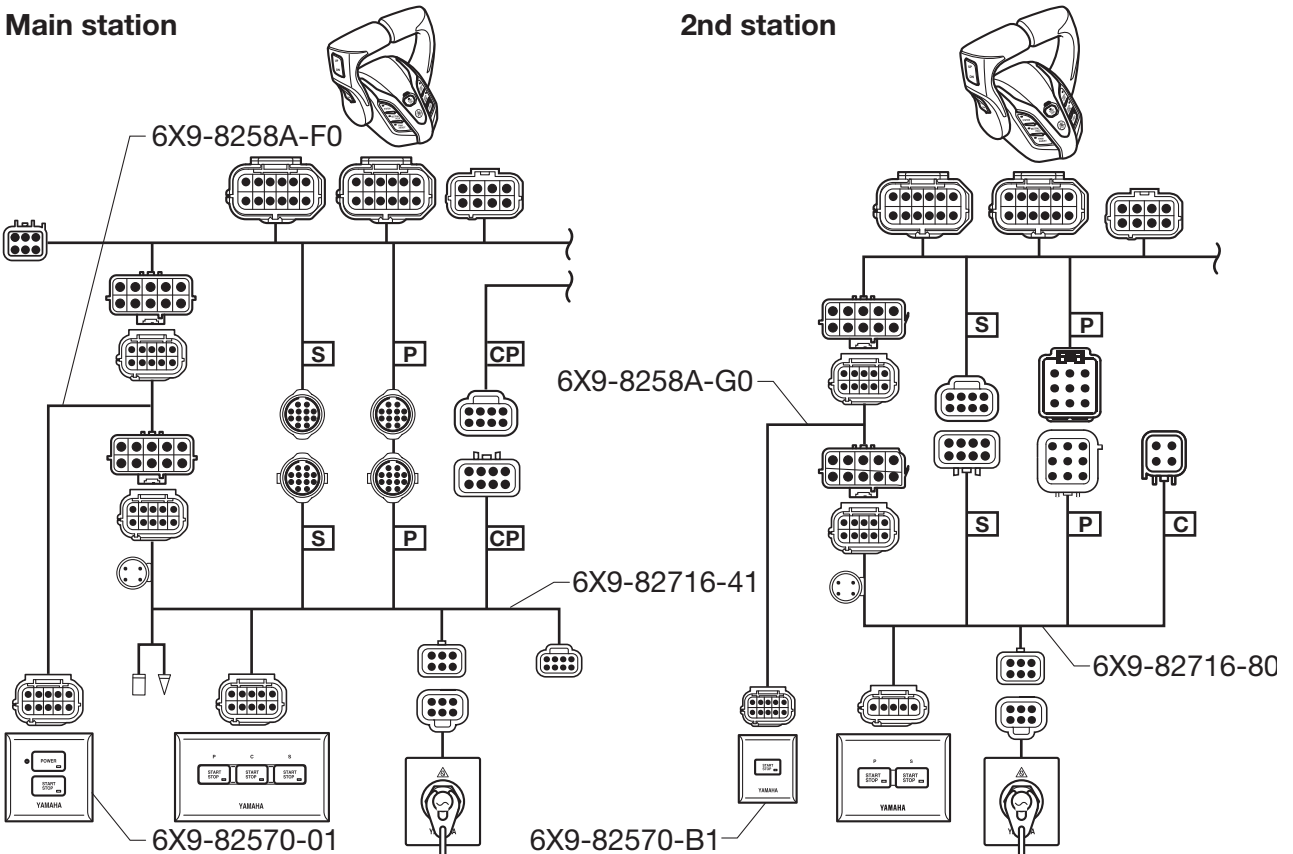 Main station
2nd station
6X9-8258A-F0
S
P
CP
S
P
CP
6X9-82716-41
POWER
START
STOP
YAMAHA
P C S
START
STOP
START
STOP
START
STOP
YAMAHA
6X9-82570-01
S
P
6X9-8258A-G0
S
P
C
6X9-82716-80
START
STOP
YAMAHA
P S
START
STOP
START
STOP
YAMAHA
6X9-82570-B1